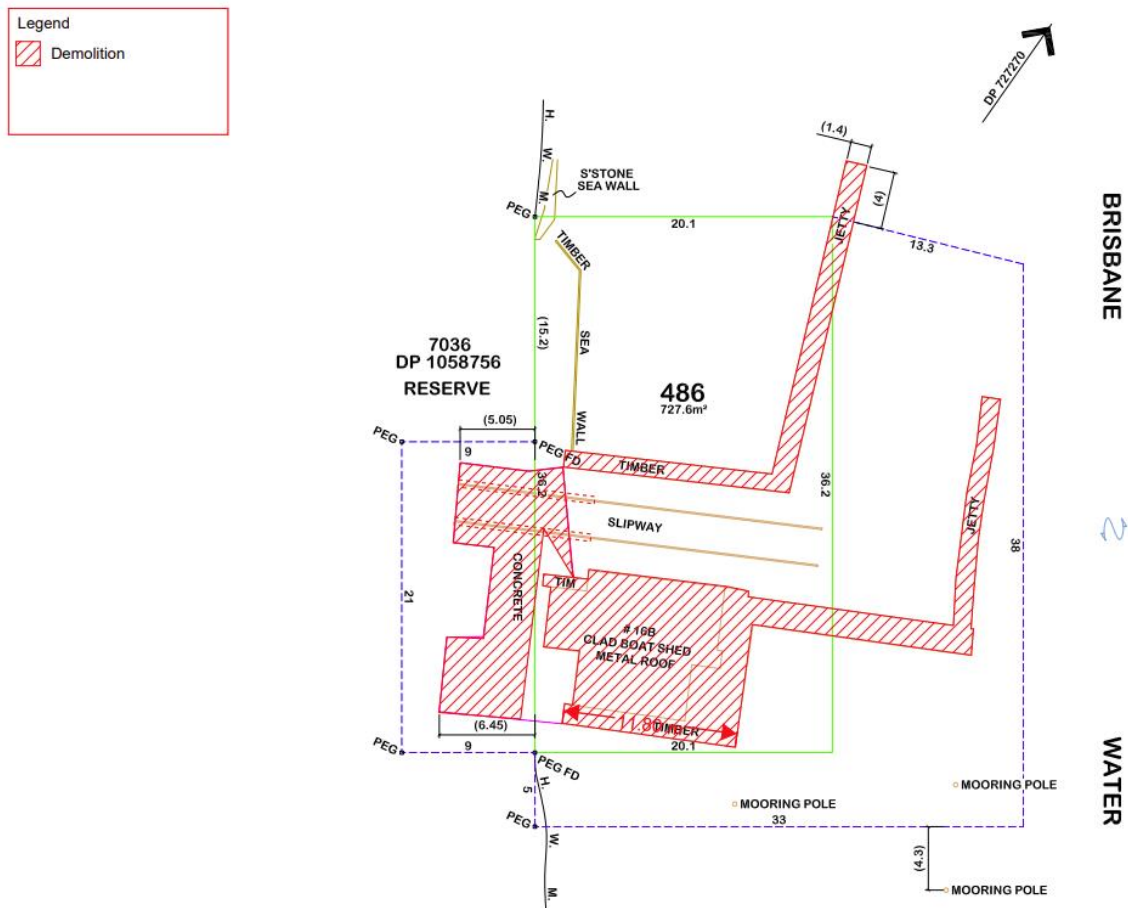 Legend
Demolition
DP 727270
(1.4)
(4)
H. W. M.
S'STONE
SEA WALL
PEG
20.1
JETTY
13.3
BRISBANE
TIMBER
SEA
WALL
(15.2)
7036
DP 1058756
RESERVE
486
727.6m²
(5.05)
PEG
9
PEG FD
TIMBER
36.2
36.2
SLIPWAY
JETTY
38
CONCRETE
TIM
21
# 16B
CLAD BOAT SHED
METAL ROOF
TIMBER
(6.45)
9
20.1
PEG
PEG FD
WATER
H. W. M.
5
PEG
MOORING POLE
MOORING POLE
33
(4.3)
MOORING POLE